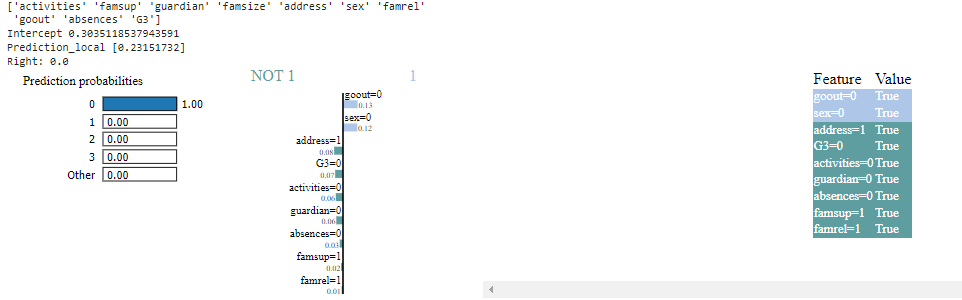 ['activities' 'famsup' 'guardian' 'famsize' 'address' 'sex' 'famrel'
'goout' 'absences' 'G3']
Intercept 0.3035118537943591
Prediction_local [0.23151732]
Right: 0.0
Prediction probabilities
0 1.00
1 0.00
2 0.00
3 0.00
Other 0.00
NOT 1 1
goout=0
0.13
sex=0
0.12
address=1
0.08
G3=0
0.07
activities=0
0.06
guardian=0
0.06
absences=0
0.03
famsup=1
0.02
famrel=1
0.01
Feature Value
goout=0 True
sex=0 True
address=1 True
G3=0 True
activities=0 True
guardian=0 True
absences=0 True
famsup=1 True
famrel=1 True